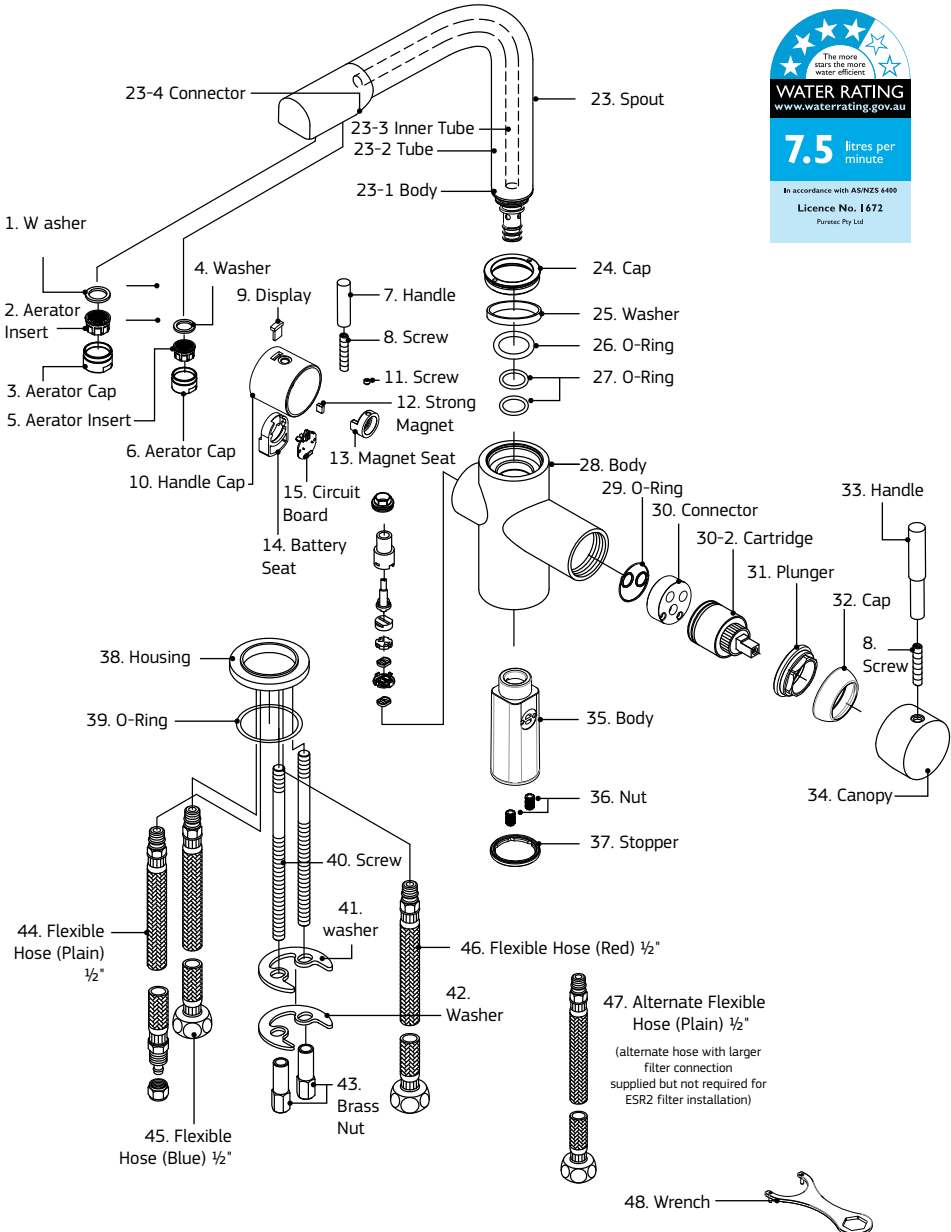 The more
stars the more
water efficient
WATER RATING
www.waterrating.gov.au
7.5 litres per
minute
In accordance with AS/NZS 6400
Licence No. 1672
Puretec Pty Ltd
23-4 Connector
23. Spout
23-3 Inner Tube
23-2 Tube
23-1 Body
1. W asher
4. Washer
24. Cap
9. Display
7. Handle
2. Aerator
Insert
25. Washer
8. Screw
26. O-Ring
11. Screw
27. O-Ring
3. Aerator Cap
12. Strong
Magnet
5. Aerator Insert
6. Aerator Cap
13. Magnet Seat
10. Handle Cap
28. Body
15. Circuit
Board
29. O-Ring
33. Handle
30. Connector
14. Battery
Seat
30-2. Cartridge
31. Plunger
32. Cap
8.
Screw
38. Housing
39. O-Ring
35. Body
34. Canopy
36. Nut
37. Stopper
40. Screw
41.
washer
44. Flexible
Hose (Plain)
½"
46. Flexible Hose (Red) ½"
42.
Washer
47. Alternate Flexible
Hose (Plain) ½"
(alternate hose with larger
filter connection
supplied but not required for
ESR2 filter installation)
43.
Brass
Nut
45. Flexible
Hose (Blue) ½"
48. Wrench